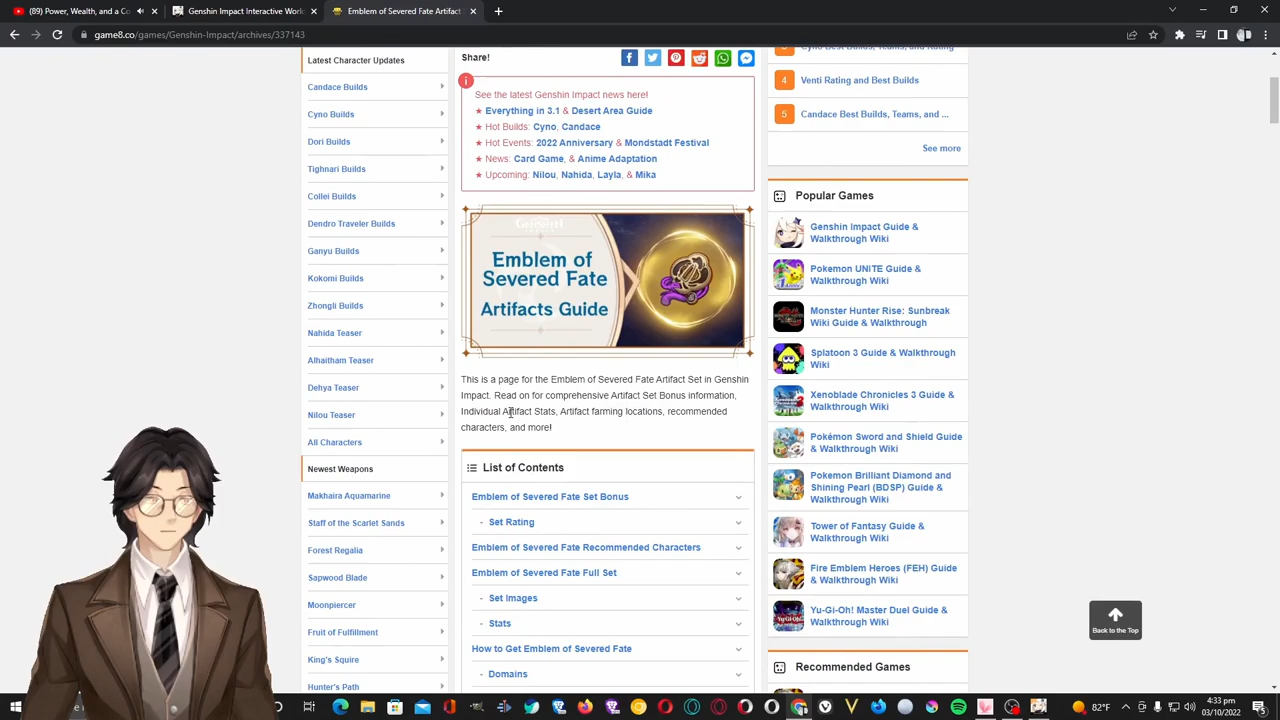 (89) Power, Wealth, and C
Impact. What
Genshin Impact Interactive Worl
Emblem of Severed Fate Artifac
game8.co/games/Genshin-Impact/archives/337143
Latest Character Updates
Candace Builds
Cyno Builds
Dori Builds
Tighnari Builds
Collei Builds
Dendro Traveler Builds
Ganyu Builds
Kokomi Builds
Zhongli Builds
Nahida Teaser
Alhaitham Teaser
Dehya Teaser
Nilou Teaser
All Characters
Newest Weapons
Makhaira Aquamarine
Staff of the Scarlet Sands
Forest Regalia
Sapwood Blade
Moonpiercer
Fruit of Fulfillment
King's Squire
Hunter's Path
Share!
See the latest Genshin Impact news here!
★ Everything in 3.1 & Desert Area Guide
★ Hot Builds: Cyno, Candace
★ Hot Events: 2022 Anniversary & Mondstadt Festival
★ News: Card Game, & Anime Adaptation
★ Upcoming: Nilou, Nahida, Layla, & Mika
Genshin
Emblem of
Severed Fate
Artifacts Guide
This is a page for the Emblem of Severed Fate Artifact Set in Genshin
Impact. Read on for comprehensive Artifact Set Bonus information,
Individual Artifact Stats, Artifact farming locations, recommended
characters, and more!
List of Contents
Emblem of Severed Fate Set Bonus
- Set Rating
Emblem of Severed Fate Recommended Characters
Emblem of Severed Fate Full Set
- Set Images
- Stats
How to Get Emblem of Severed Fate
- Domains
3 Cyno Best Builds, Teams, and Rating
4 Venti Rating and Best Builds
5 Candace Best Builds, Teams, and ...
See more
Popular Games
Genshin Impact Guide &
Walkthrough Wiki
Pokemon UNITE Guide &
Walkthrough Wiki
Monster Hunter Rise: Sunbreak
Wiki Guide & Walkthrough
Splatoon 3 Guide & Walkthrough
Wiki
Xenoblade Chronicles 3 Guide &
Walkthrough Wiki
Pokémon Sword and Shield Guide
& Walkthrough Wiki
Pokemon Brilliant Diamond and
Shining Pearl (BDSP) Guide &
Walkthrough Wiki
Tower of Fantasy Guide &
Walkthrough Wiki
Fire Emblem Heroes (FEH) Guide
& Walkthrough Wiki
Yu-Gi-Oh! Master Duel Guide &
Walkthrough Wiki
Recommended Games
Back to the Top
82°F
4:33 pm
03/10/2022